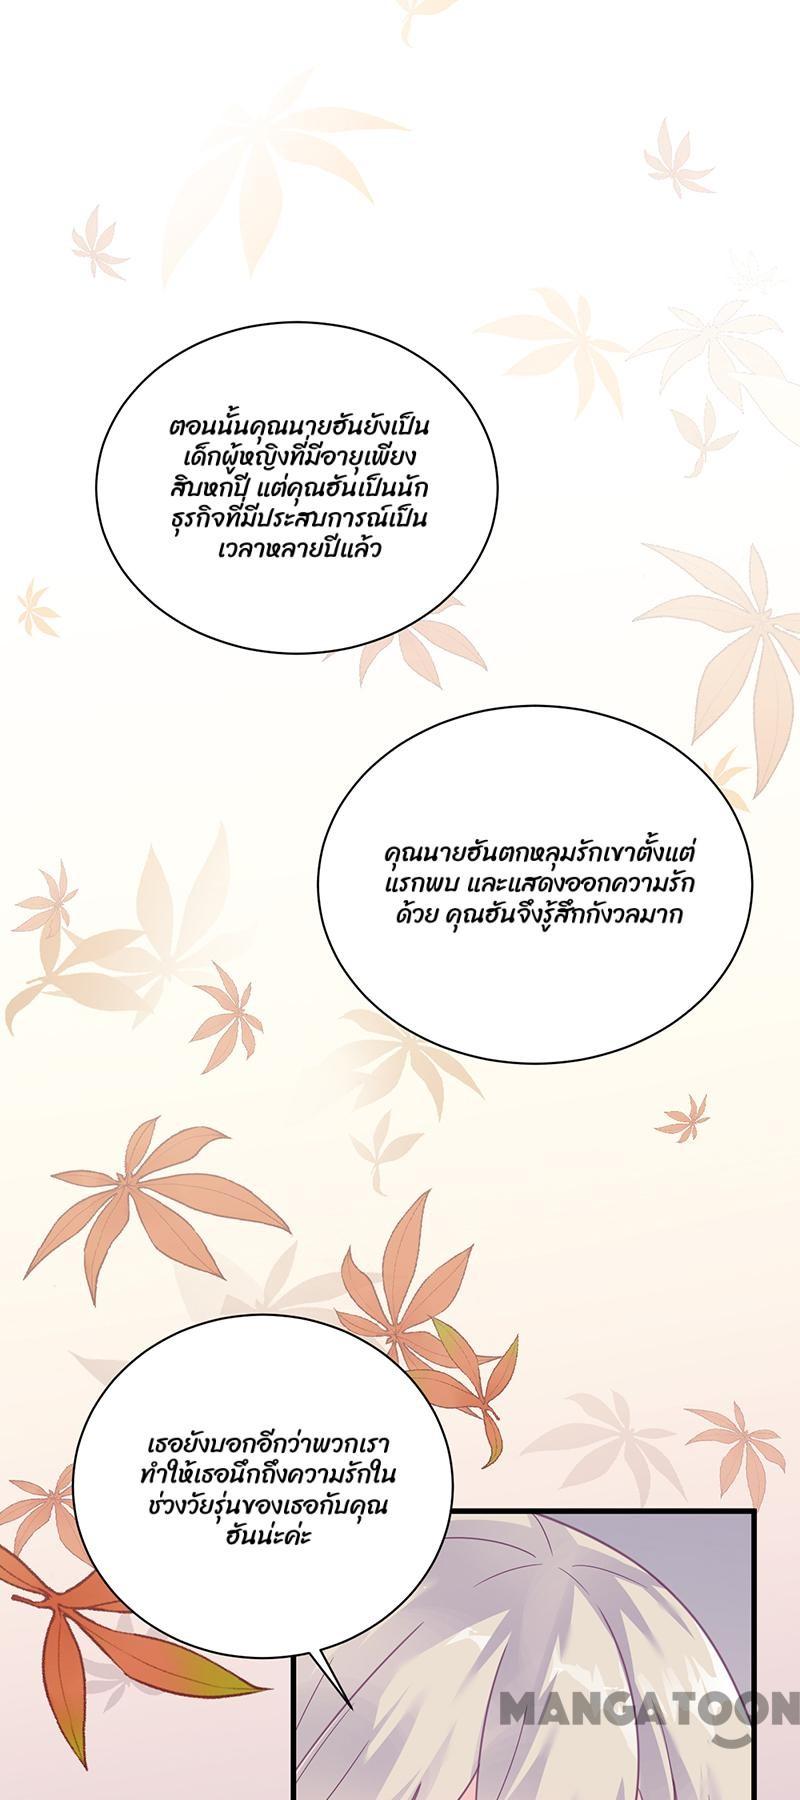 ตอนนั้นคุณนายฮันยังเป็น
เด็กผู้หญิงที่มีอายุเพียง
สิบหกปี แต่คุณฮันเป็นนัก
ธุรกิจที่มีประสบการณ์เป็น
เวลาหลายปีแล้ว
คุณนายฮันตกหลุมรักเขาตั้งแต่
แรกพบ และแสดงออกความรัก
ด้วย คุณฮันจึงรู้สึกกังวลมาก
เธอยังบอกอีกว่าพวกเรา
ทำให้เธอนึกถึงความรักใน
ช่วงวัยรุ่นของเธอกับคุณ
ฮันน่ะค่ะ
MANGATOON